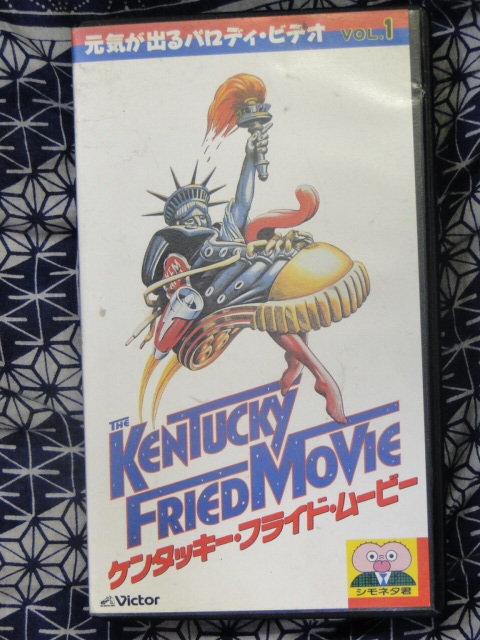 元気が出るパロディ・ビデオ VOL.1
THE KENTUCKY
FRIED MOVIE
ケンタッキー・フライド・ムービー
シモネタ君
Victor